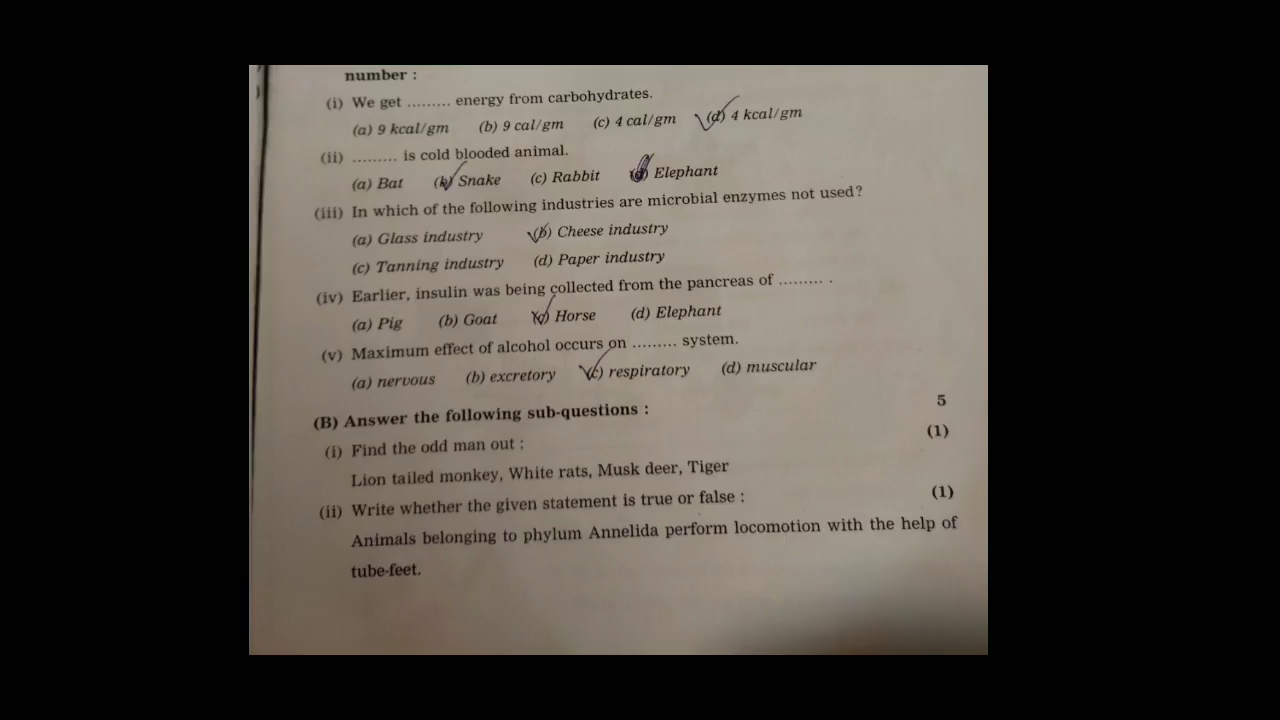 number :
(i) We get ......... energy from carbohydrates.
(a) 9 kcal/gm (b) 9 cal/gm (c) 4 cal/gm (d) 4 kcal/gm
(ii) ......... is cold blooded animal.
(a) Bat (b) Snake (c) Rabbit (d) Elephant
(iii) In which of the following industries are microbial enzymes not used?
(a) Glass industry (b) Cheese industry
(c) Tanning industry (d) Paper industry
(iv) Earlier, insulin was being collected from the pancreas of ......... .
(a) Pig (b) Goat (c) Horse (d) Elephant
(v) Maximum effect of alcohol occurs on ......... system.
(a) nervous (b) excretory (c) respiratory (d) muscular
(B) Answer the following sub-questions : 5
(i) Find the odd man out : (1)
Lion tailed monkey, White rats, Musk deer, Tiger
(ii) Write whether the given statement is true or false : (1)
Animals belonging to phylum Annelida perform locomotion with the help of
tube-feet.